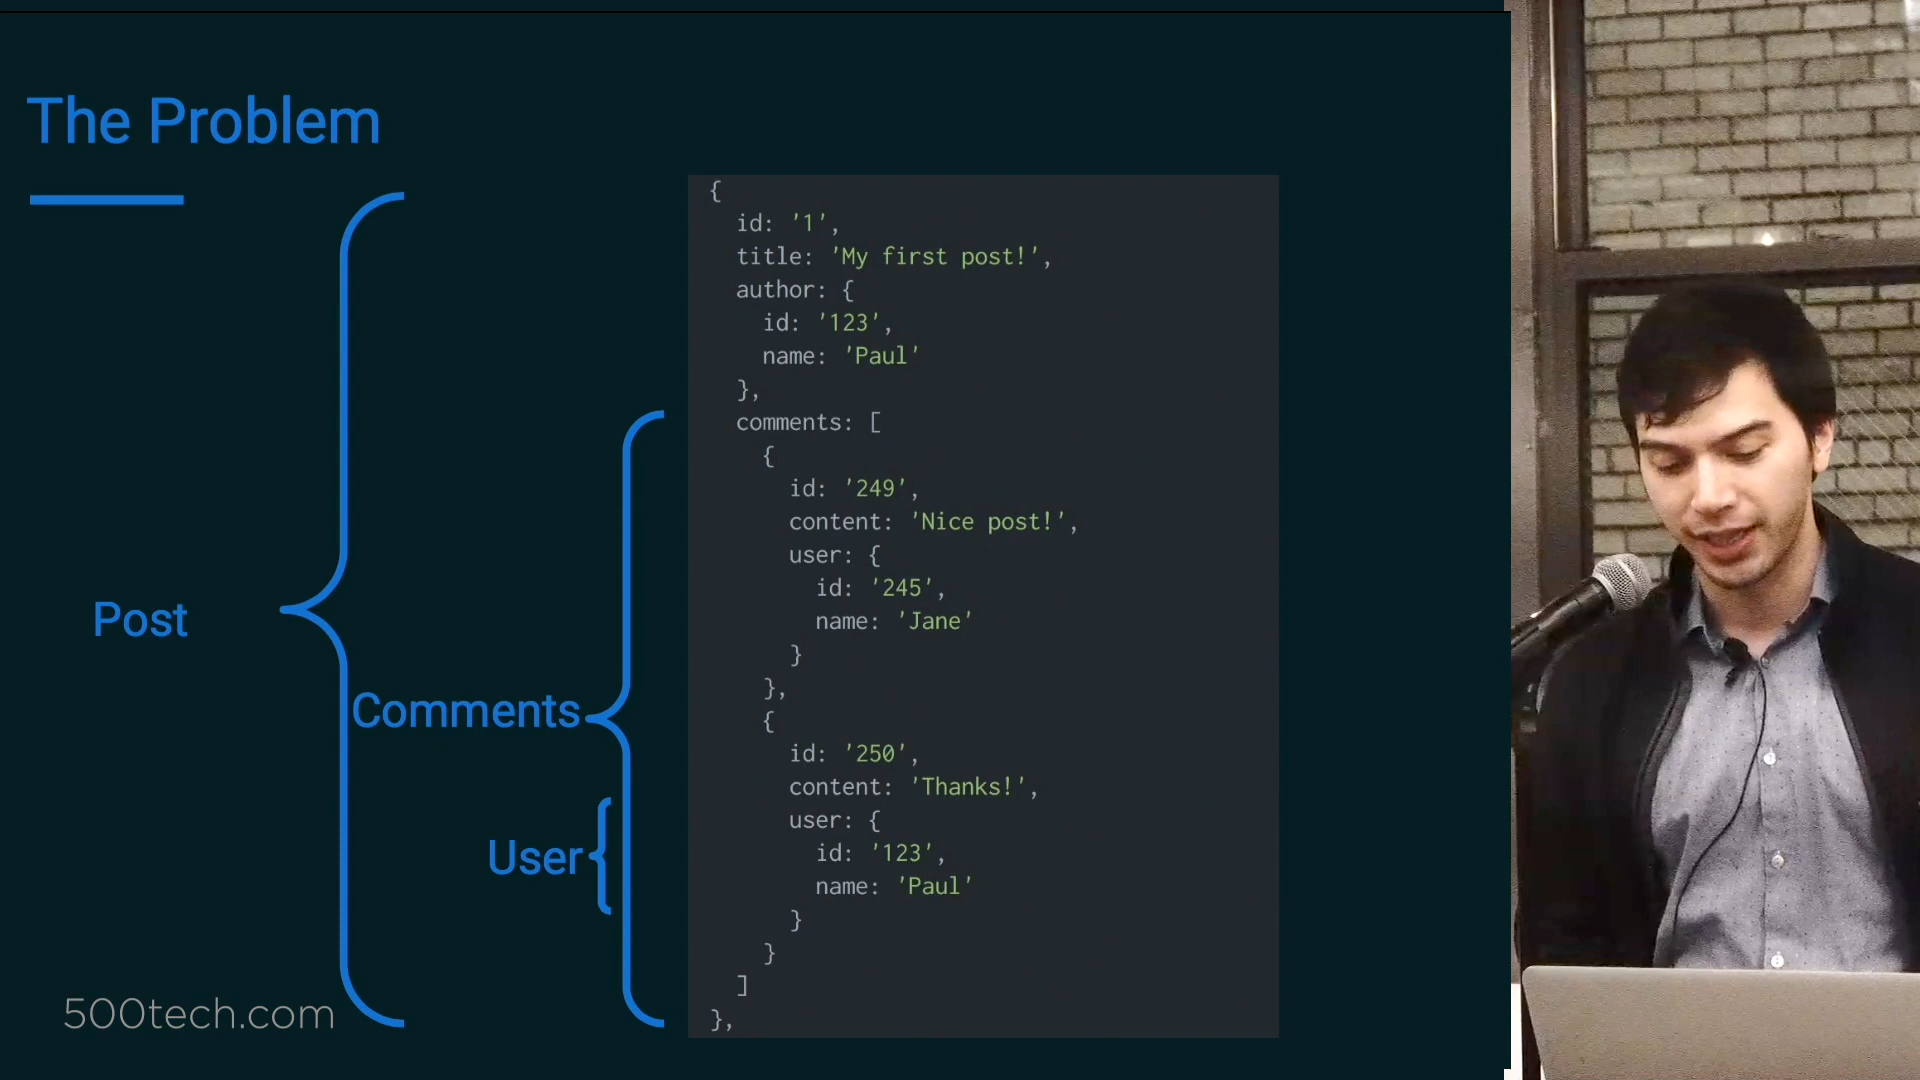 The Problem
{
id: '1',
title: 'My first post!',
author: {
id: '123',
name: 'Paul'
},
comments: [
{
id: '249',
content: 'Nice post!',
user: {
id: '245',
name: 'Jane'
}
},
{
id: '250',
content: 'Thanks!',
user: {
id: '123',
name: 'Paul'
}
}
]
},
Post
Comments
User
500tech.com